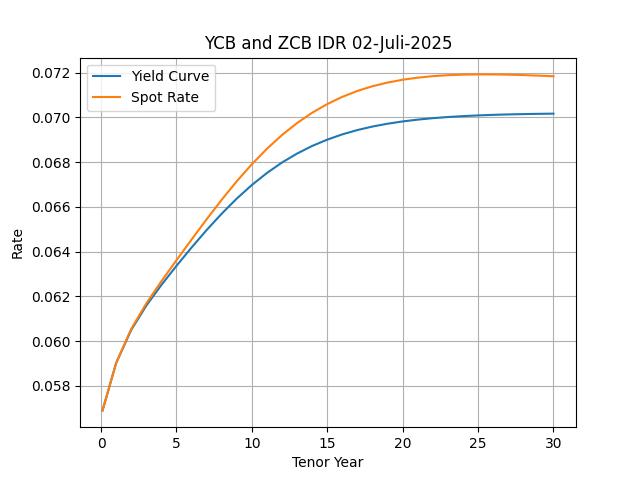 YCB and ZCB IDR 02-Juli-2025
Yield Curve
Spot Rate
0.072
0.070
0.068
0.066
0.064
0.062
0.060
0.058
Rate
0 5 10 15 20 25 30
Tenor Year